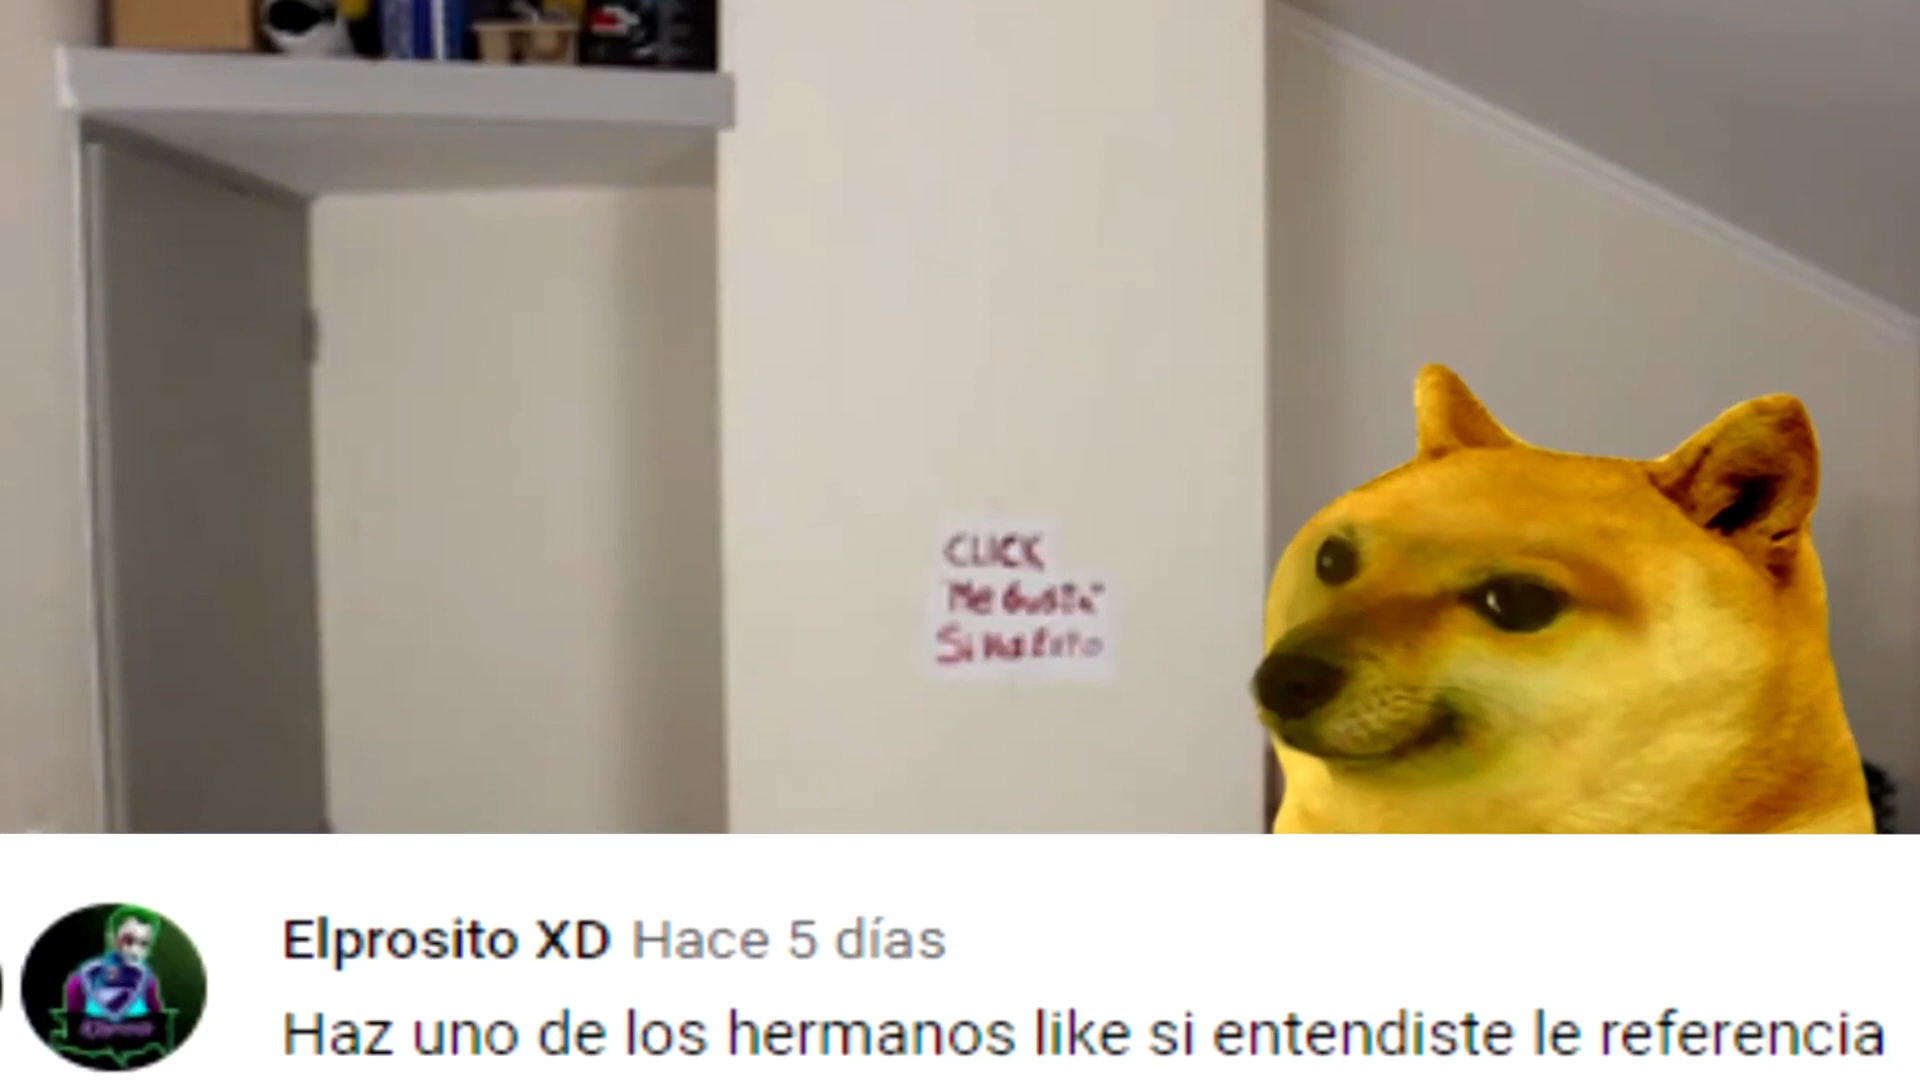 CLICK
"Me Gusta"
Elprosito XD Hace 5 días
Haz uno de los hermanos like si entendiste le referencia